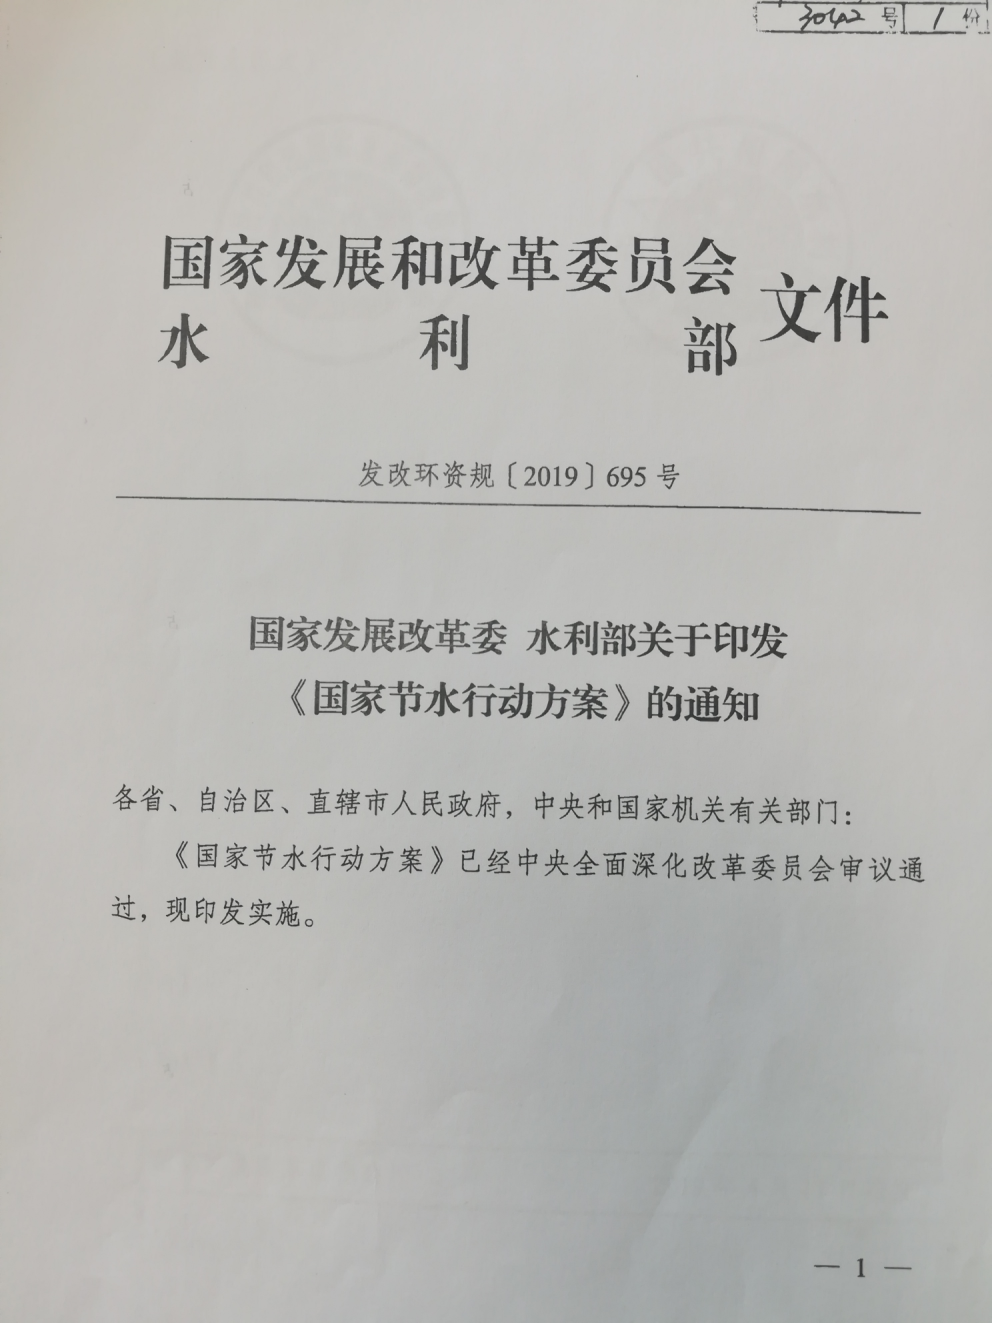 3042号 1份
国家发展和改革委员会
水利部 文件
发改环资规〔2019〕695号
国家发展改革委 水利部关于印发
《国家节水行动方案》的通知
各省、自治区、直辖市人民政府，中央和国家机关有关部门：
《国家节水行动方案》已经中央全面深化改革委员会审议通
过，现印发实施。
— 1 —